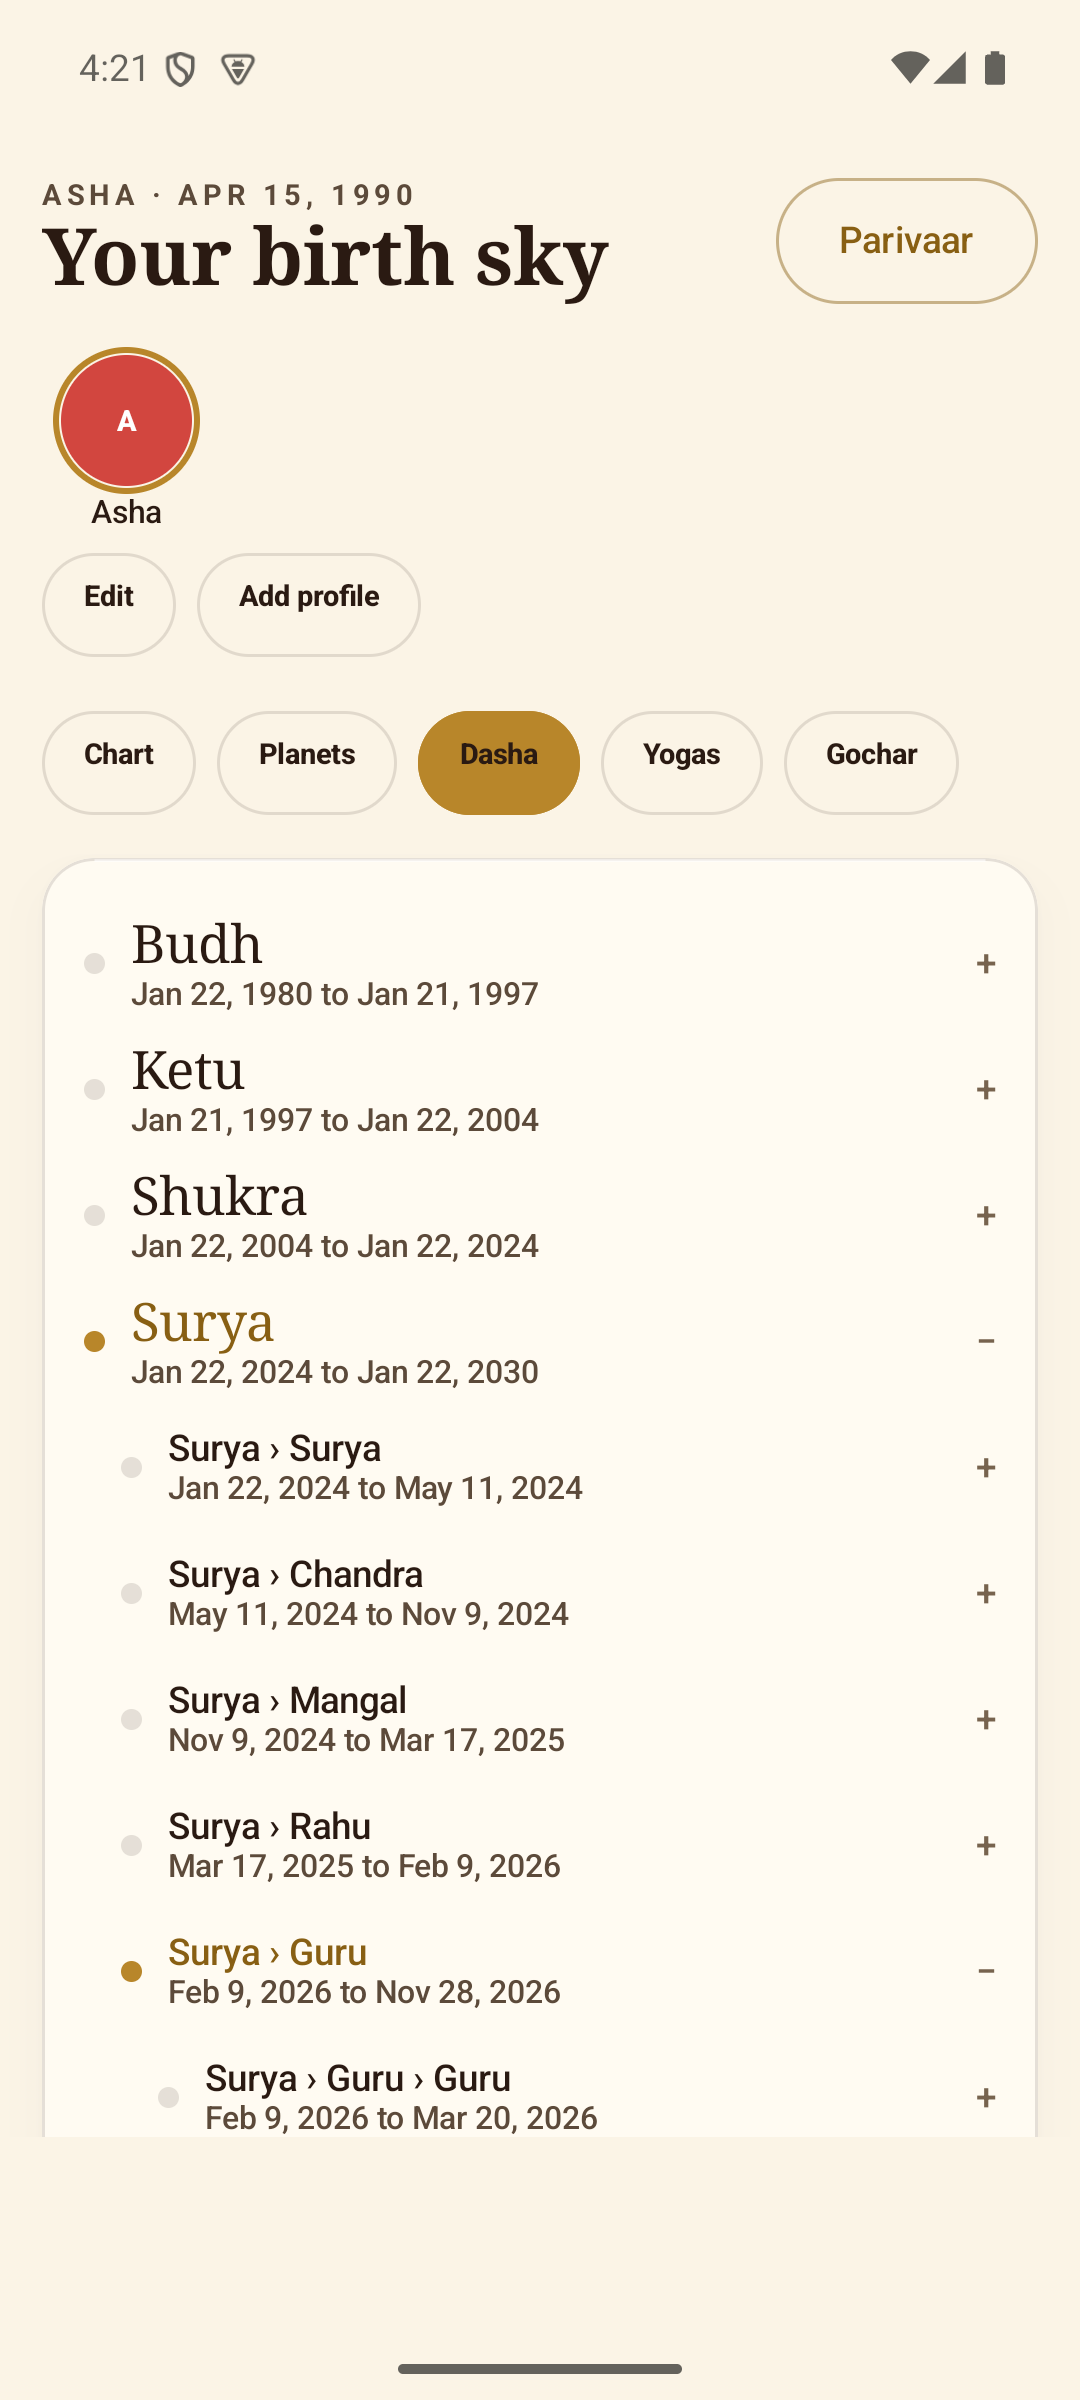 4:21
ASHA · APR 15, 1990
Your birth sky
Parivaar
A
Asha
Edit
Add profile
Chart
Planets
Dasha
Yogas
Gochar
Budh
+
Jan 22, 1980 to Jan 21, 1997
Ketu
+
Jan 21, 1997 to Jan 22, 2004
Shukra
+
Jan 22, 2004 to Jan 22, 2024
Surya
−
Jan 22, 2024 to Jan 22, 2030
Surya › Surya
+
Jan 22, 2024 to May 11, 2024
Surya › Chandra
+
May 11, 2024 to Nov 9, 2024
Surya › Mangal
+
Nov 9, 2024 to Mar 17, 2025
Surya › Rahu
+
Mar 17, 2025 to Feb 9, 2026
Surya › Guru
−
Feb 9, 2026 to Nov 28, 2026
Surya › Guru › Guru
+
Feb 9, 2026 to Mar 20, 2026